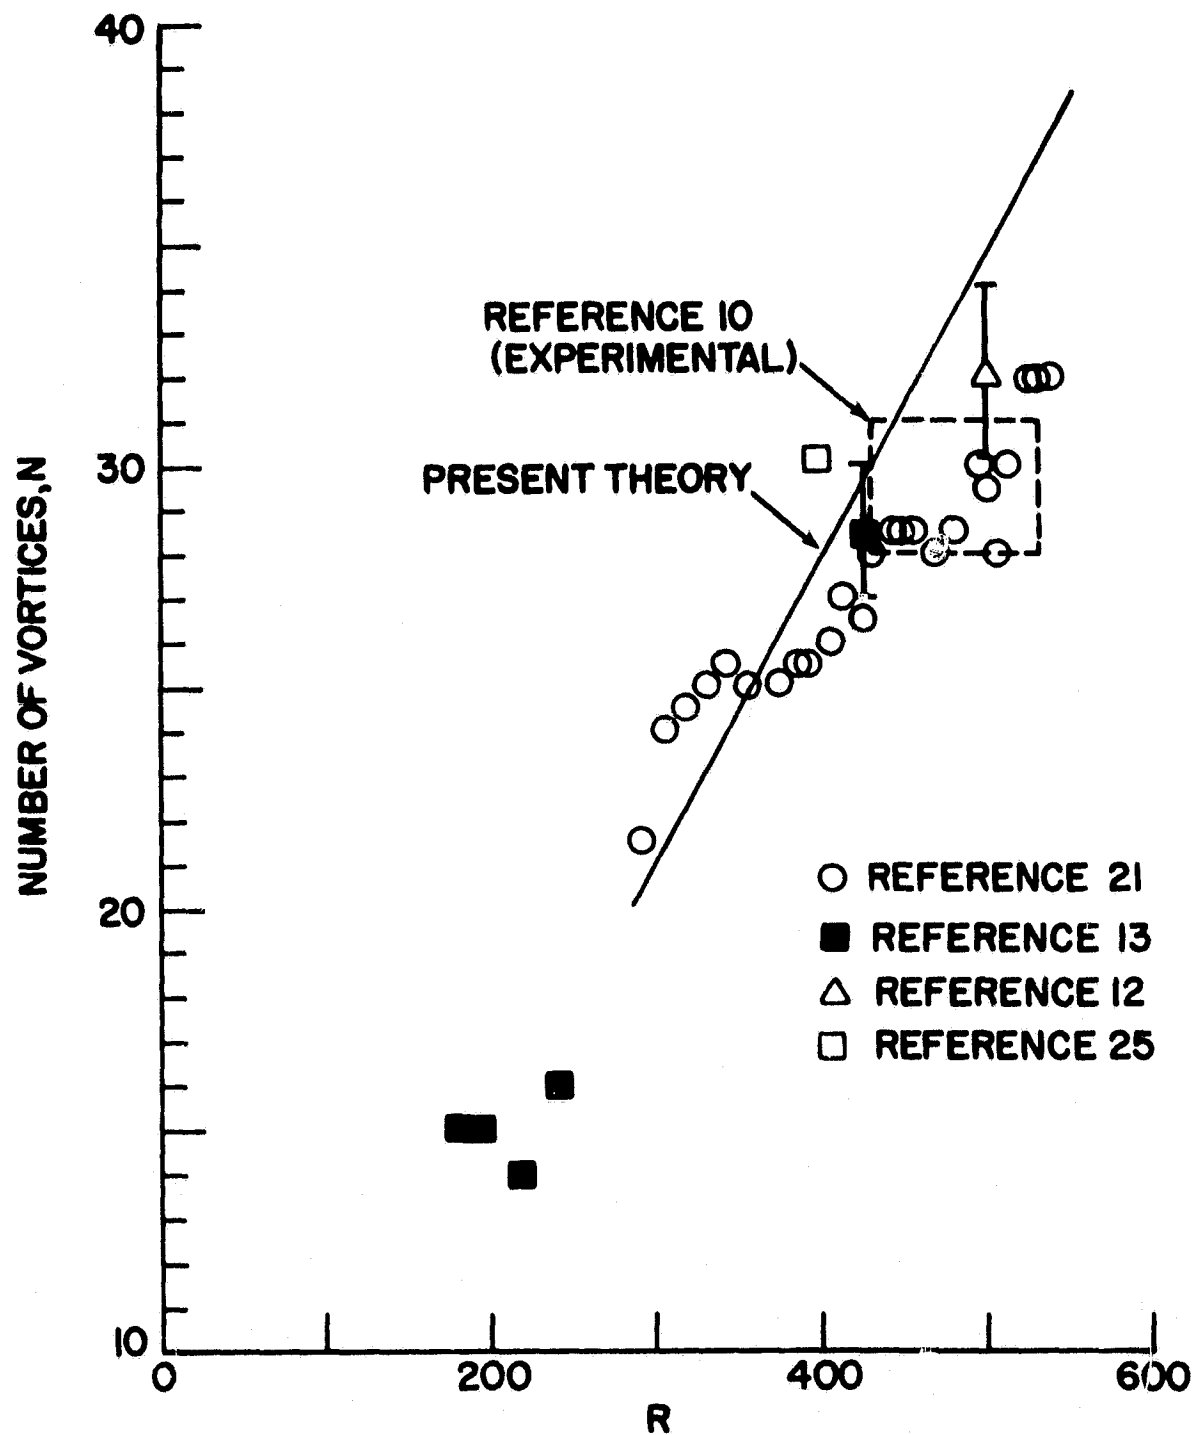 40
REFERENCE 10
(EXPERIMENTAL)
30
PRESENT THEORY
NUMBER OF VORTICES, N
REFERENCE 21
20
REFERENCE 13
REFERENCE 12
REFERENCE 25
10
0
200
400
600
R